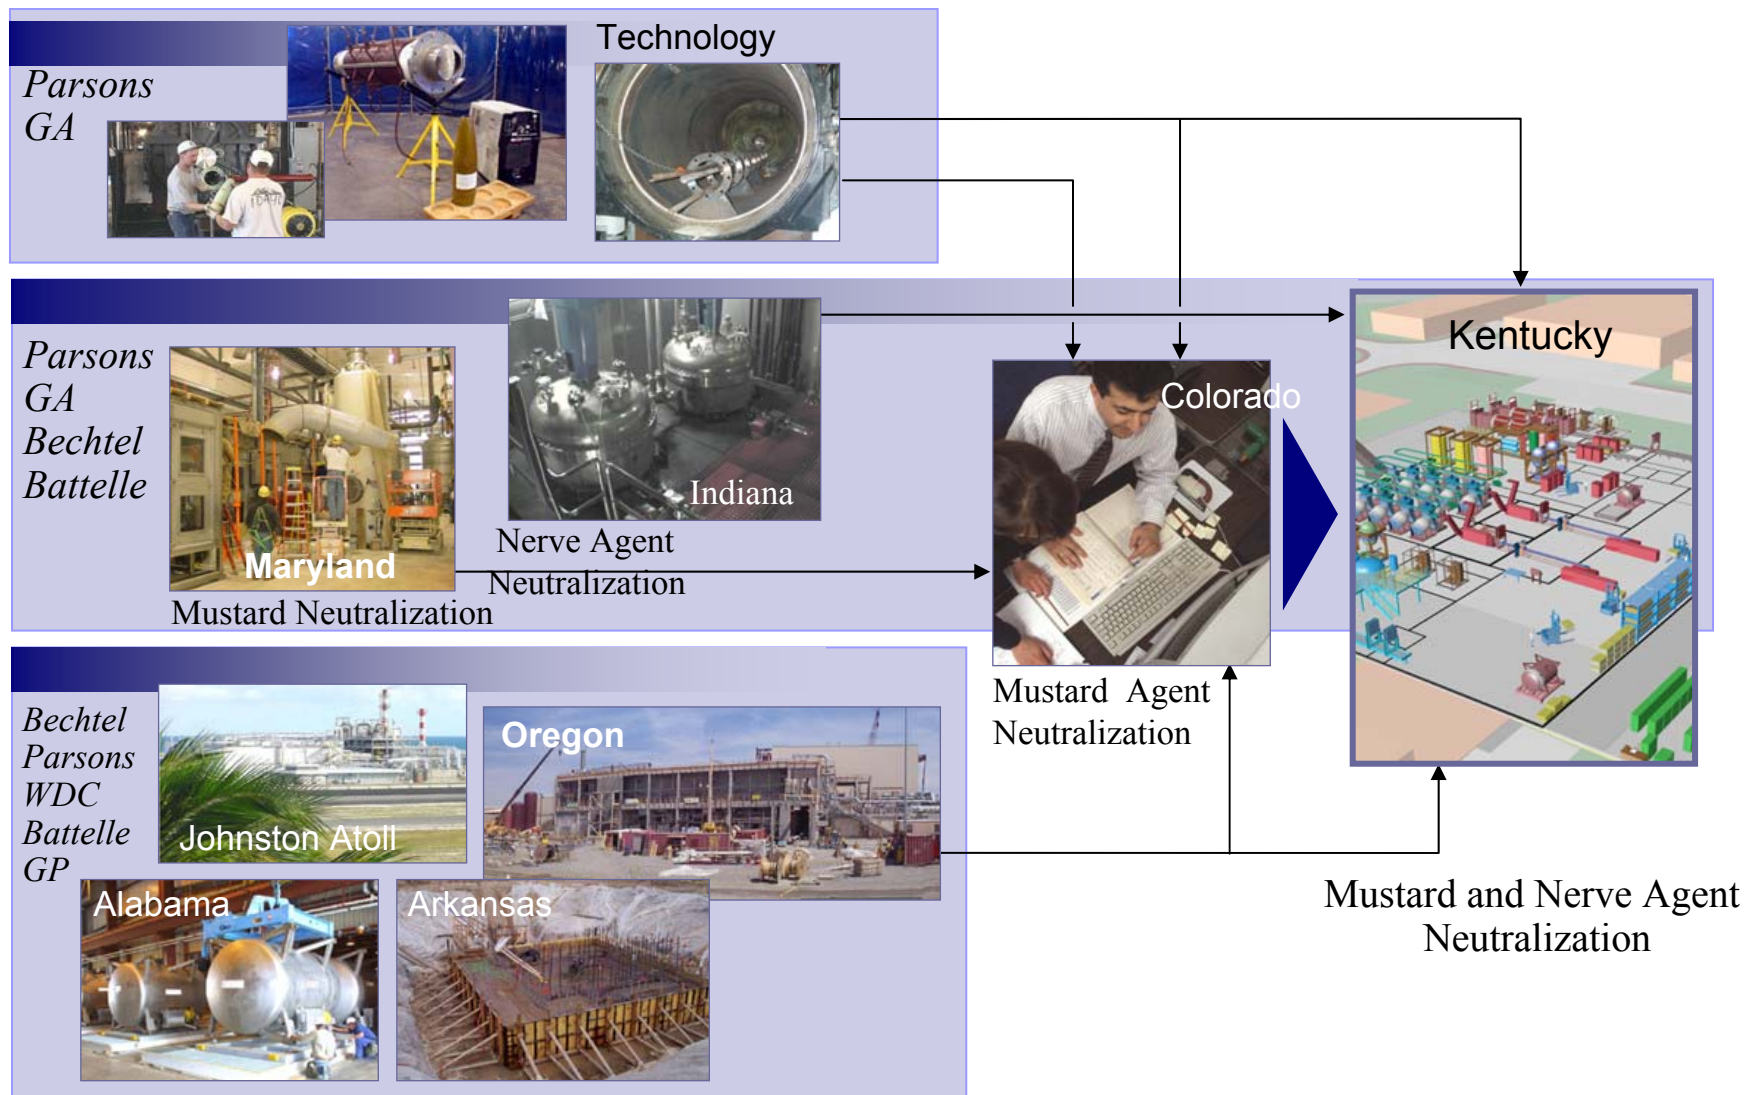 Technology
Parsons
GA
Parsons
GA
Bechtel
Battelle
Maryland
Mustard Neutralization
Indiana
Nerve Agent
Neutralization
Colorado
Mustard Agent
Neutralization
Kentucky
Mustard and Nerve Agent
Neutralization
Bechtel
Parsons
WDC
Battelle
GP
Johnston Atoll
Oregon
Alabama
Arkansas